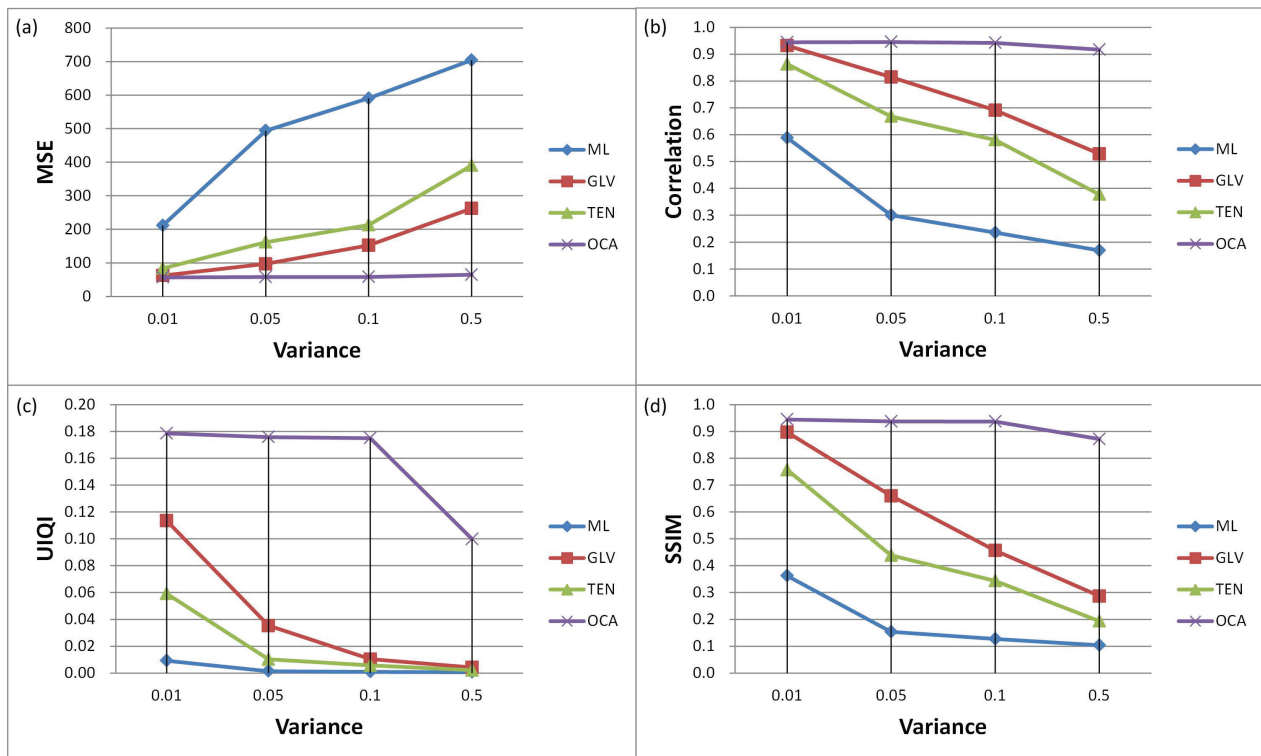 (a)
800
700
600
500
400
300
200
100
0
MSE
0.01 0.05 0.1 0.5
Variance
ML
GLV
TEN
OCA
(b)
1.0
0.9
0.8
0.7
0.6
0.5
0.4
0.3
0.2
0.1
0.0
Correlation
0.01 0.05 0.1 0.5
Variance
ML
GLV
TEN
OCA
(c)
0.20
0.18
0.16
0.14
0.12
0.10
0.08
0.06
0.04
0.02
0.00
UIQI
0.01 0.05 0.1 0.5
Variance
ML
GLV
TEN
OCA
(d)
1.0
0.9
0.8
0.7
0.6
0.5
0.4
0.3
0.2
0.1
0.0
SSIM
0.01 0.05 0.1 0.5
Variance
ML
GLV
TEN
OCA